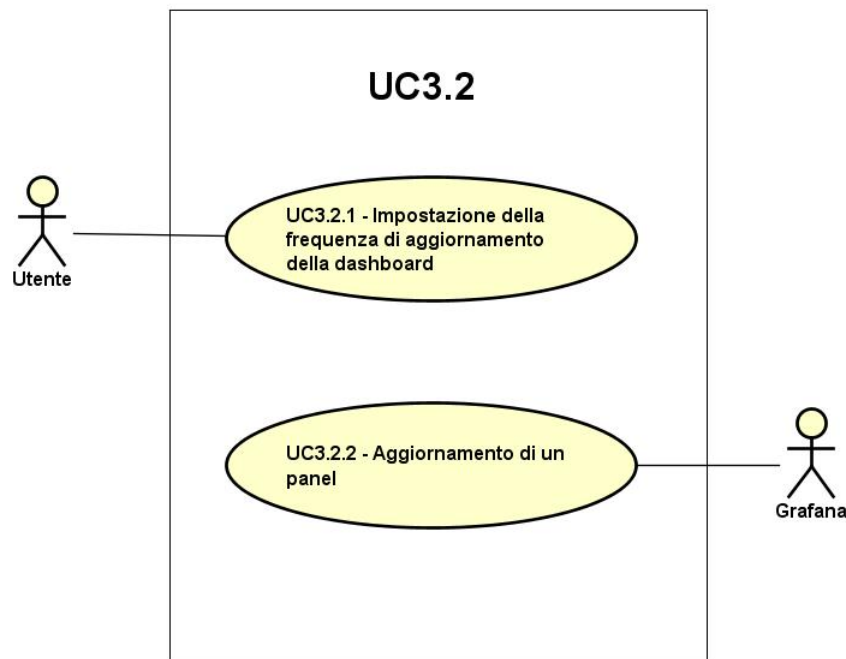 UC3.2
UC3.2.1 - Impostazione della
frequenza di aggiornamento
della dashboard
Utente
UC3.2.2 - Aggiornamento di un
panel
Grafana